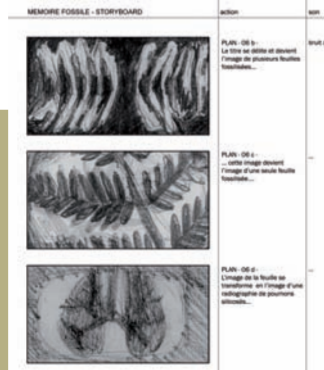 MEMOIRE FOSSILE - STORYBOARD
action
son
PLAN - 06 b -
Le titre se délite et devient
l'image de plusieurs feuilles
fossilisées...
bruit
PLAN - 06 c -
... cette image devient
l'image d'une seule feuille
fossilisée...
...
PLAN - 06 d -
L'image de la feuille se
transforme en l'image d'une
radiographie de poumons
silicosés...
...